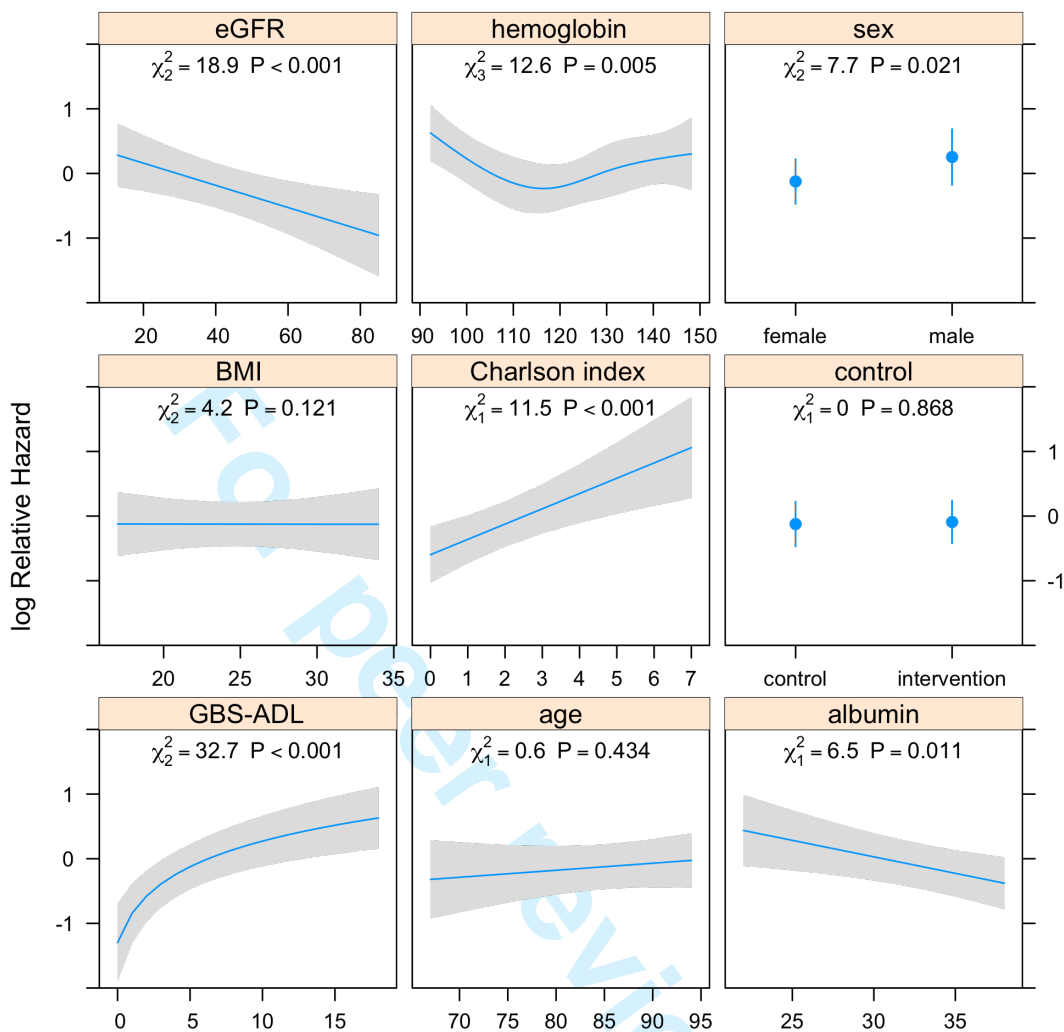 eGFR hemoglobin sex
χ²₂ = 18.9 P < 0.001 χ²₃ = 12.6 P = 0.005 χ²₂ = 7.7 P = 0.021
1
0
-1
20 40 60 80 90 100 110 120 130 140 150 female male
BMI Charlson index control
χ²₂ = 4.2 P = 0.121 χ²₁ = 11.5 P < 0.001 χ²₁ = 0 P = 0.868
log Relative Hazard
1
0
-1
20 25 30 35 0 1 2 3 4 5 6 7 control intervention
GBS-ADL age albumin
χ²₂ = 32.7 P < 0.001 χ²₁ = 0.6 P = 0.434 χ²₁ = 6.5 P = 0.011
1
0
-1
0 5 10 15 70 75 80 85 90 95 25 30 35
For peer revie